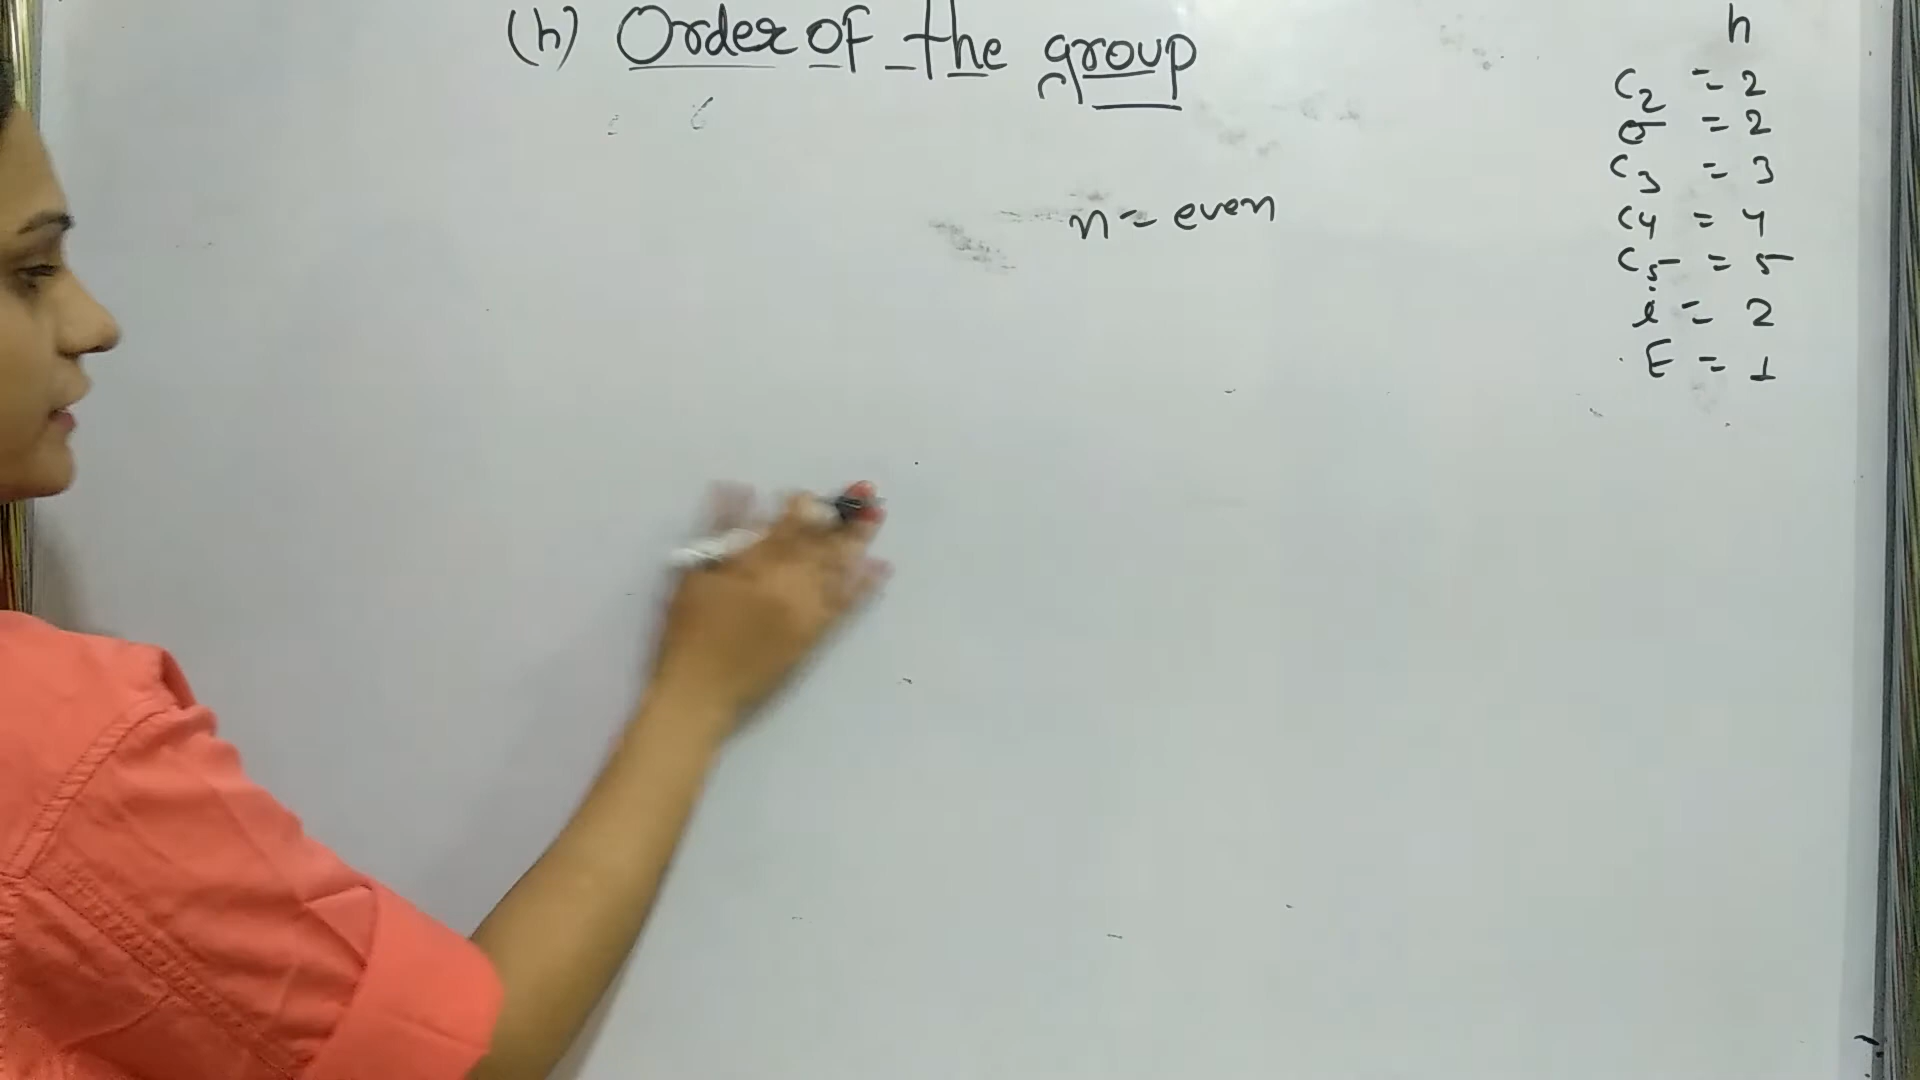 (h) Order of the group
n = even
h
C2 = 2
σ = 2
C3 = 3
C4 = 4
C5 = 5
i = 2
E = 1